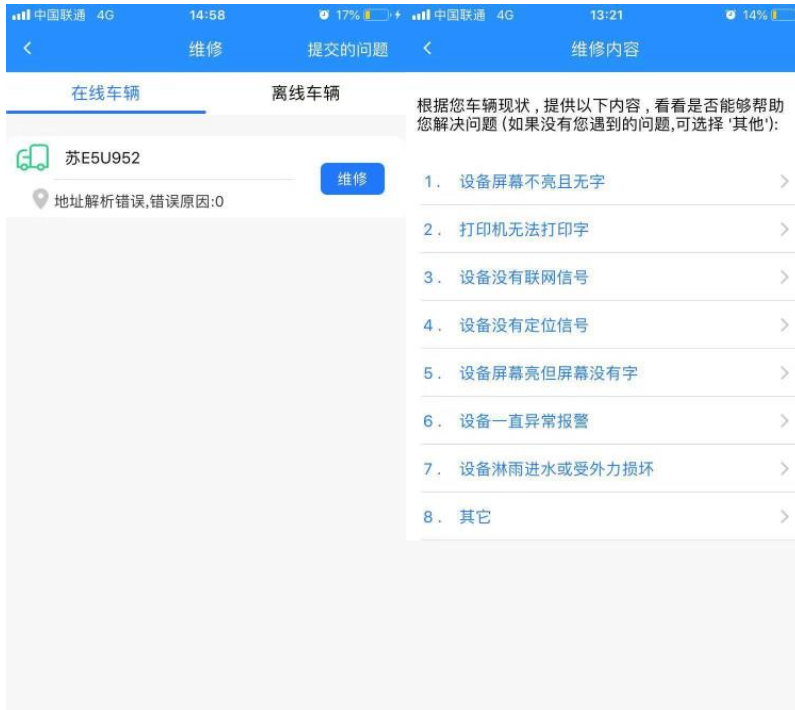 中国联通 4G 14:58 17%
维修 提交的问题
在线车辆 离线车辆
苏E5U952
维修
地址解析错误,错误原因:0
中国联通 4G 13:21 14%
维修内容
根据您车辆现状，提供以下内容，看看是否能够帮助
您解决问题 (如果没有您遇到的问题,可选择 '其他'):
1. 设备屏幕不亮且无字
2. 打印机无法打印字
3. 设备没有联网信号
4. 设备没有定位信号
5. 设备屏幕亮但屏幕没有字
6. 设备一直异常报警
7. 设备淋雨进水或受外力损坏
8. 其它